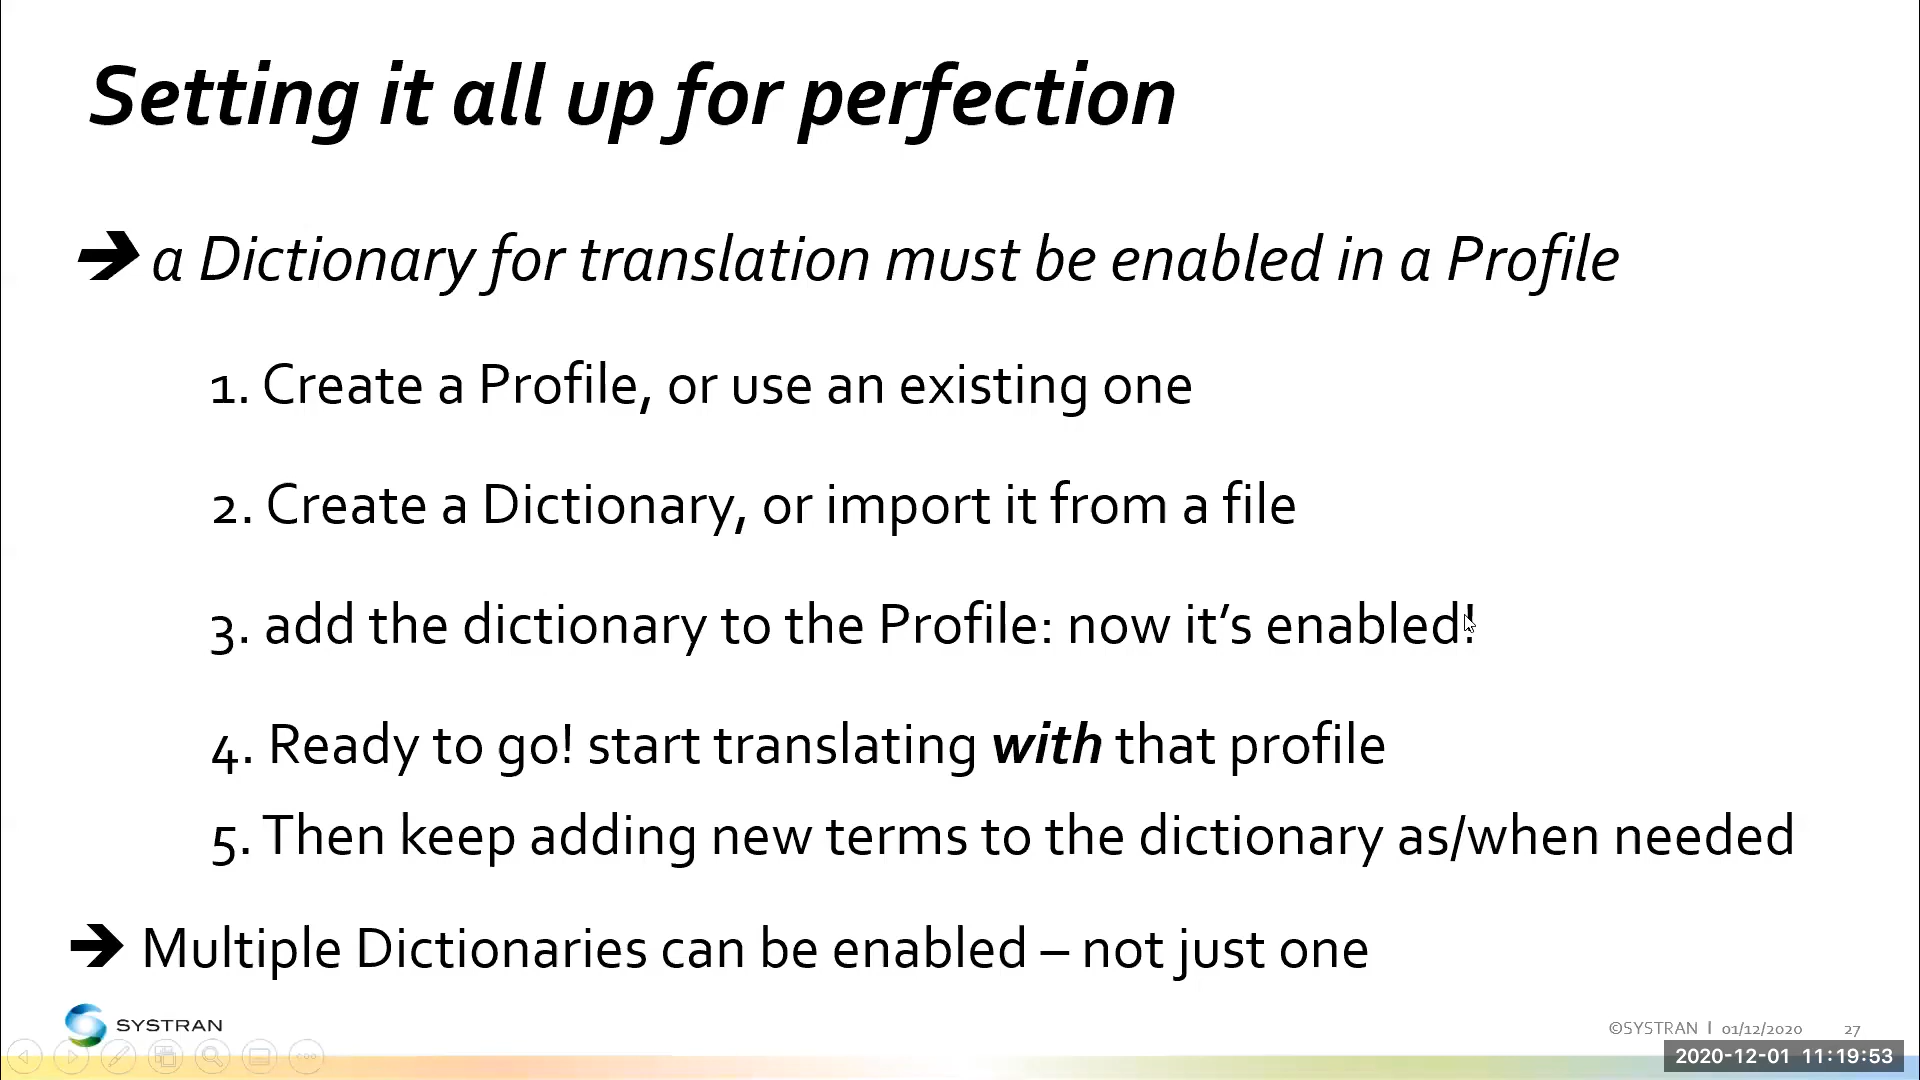 Setting it all up for perfection
➔ a Dictionary for translation must be enabled in a Profile
1. Create a Profile, or use an existing one
2. Create a Dictionary, or import it from a file
3. add the dictionary to the Profile: now it’s enabled!
4. Ready to go! start translating with that profile
5. Then keep adding new terms to the dictionary as/when needed
➔ Multiple Dictionaries can be enabled – not just one
SYSTRAN
©SYSTRAN | 01/12/2020 27
2020-12-01 11:19:53